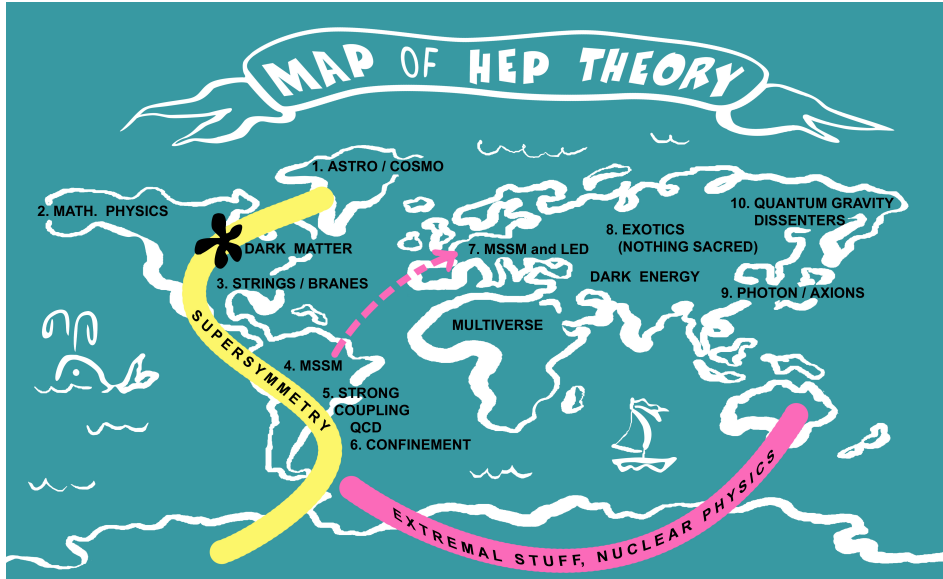 MAP OF HEP THEORY
1. ASTRO / COSMO
2. MATH. PHYSICS
10. QUANTUM GRAVITY
DISSENTERS
8. EXOTICS
(NOTHING SACRED)
DARK MATTER
7. MSSM and LED
DARK ENERGY
3. STRINGS / BRANES
9. PHOTON / AXIONS
MULTIVERSE
SUPERSYMMETRY
4. MSSM
5. STRONG
COUPLING
QCD
6. CONFINEMENT
EXTREMAL STUFF, NUCLEAR PHYSICS